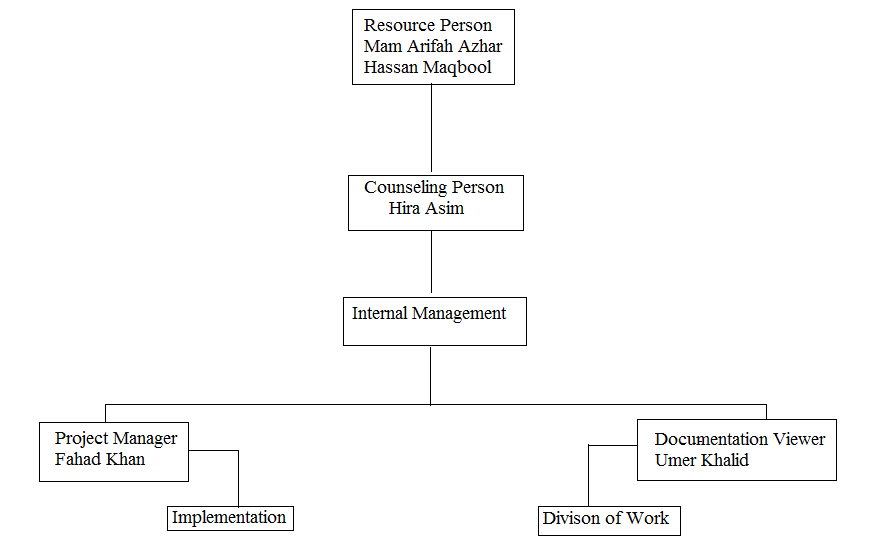 Resource Person
Mam Arifah Azhar
Hassan Maqbool
Counseling Person
Hira Asim
Internal Management
Project Manager
Fahad Khan
Documentation Viewer
Umer Khalid
Implementation
Divison of Work